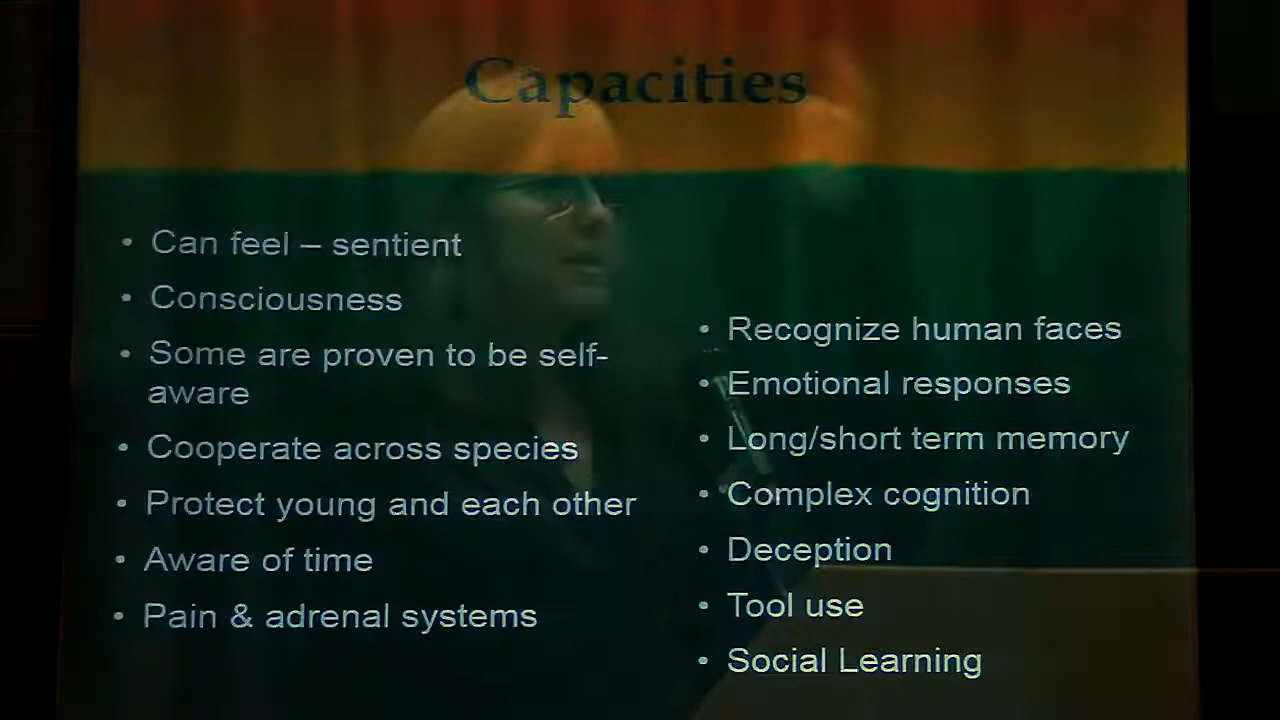 Capacities
• Can feel – sentient
• Consciousness
• Some are proven to be self-
aware
• Cooperate across species
• Protect young and each other
• Aware of time
• Pain & adrenal systems
• Recognize human faces
• Emotional responses
• Long/short term memory
• Complex cognition
• Deception
• Tool use
• Social Learning